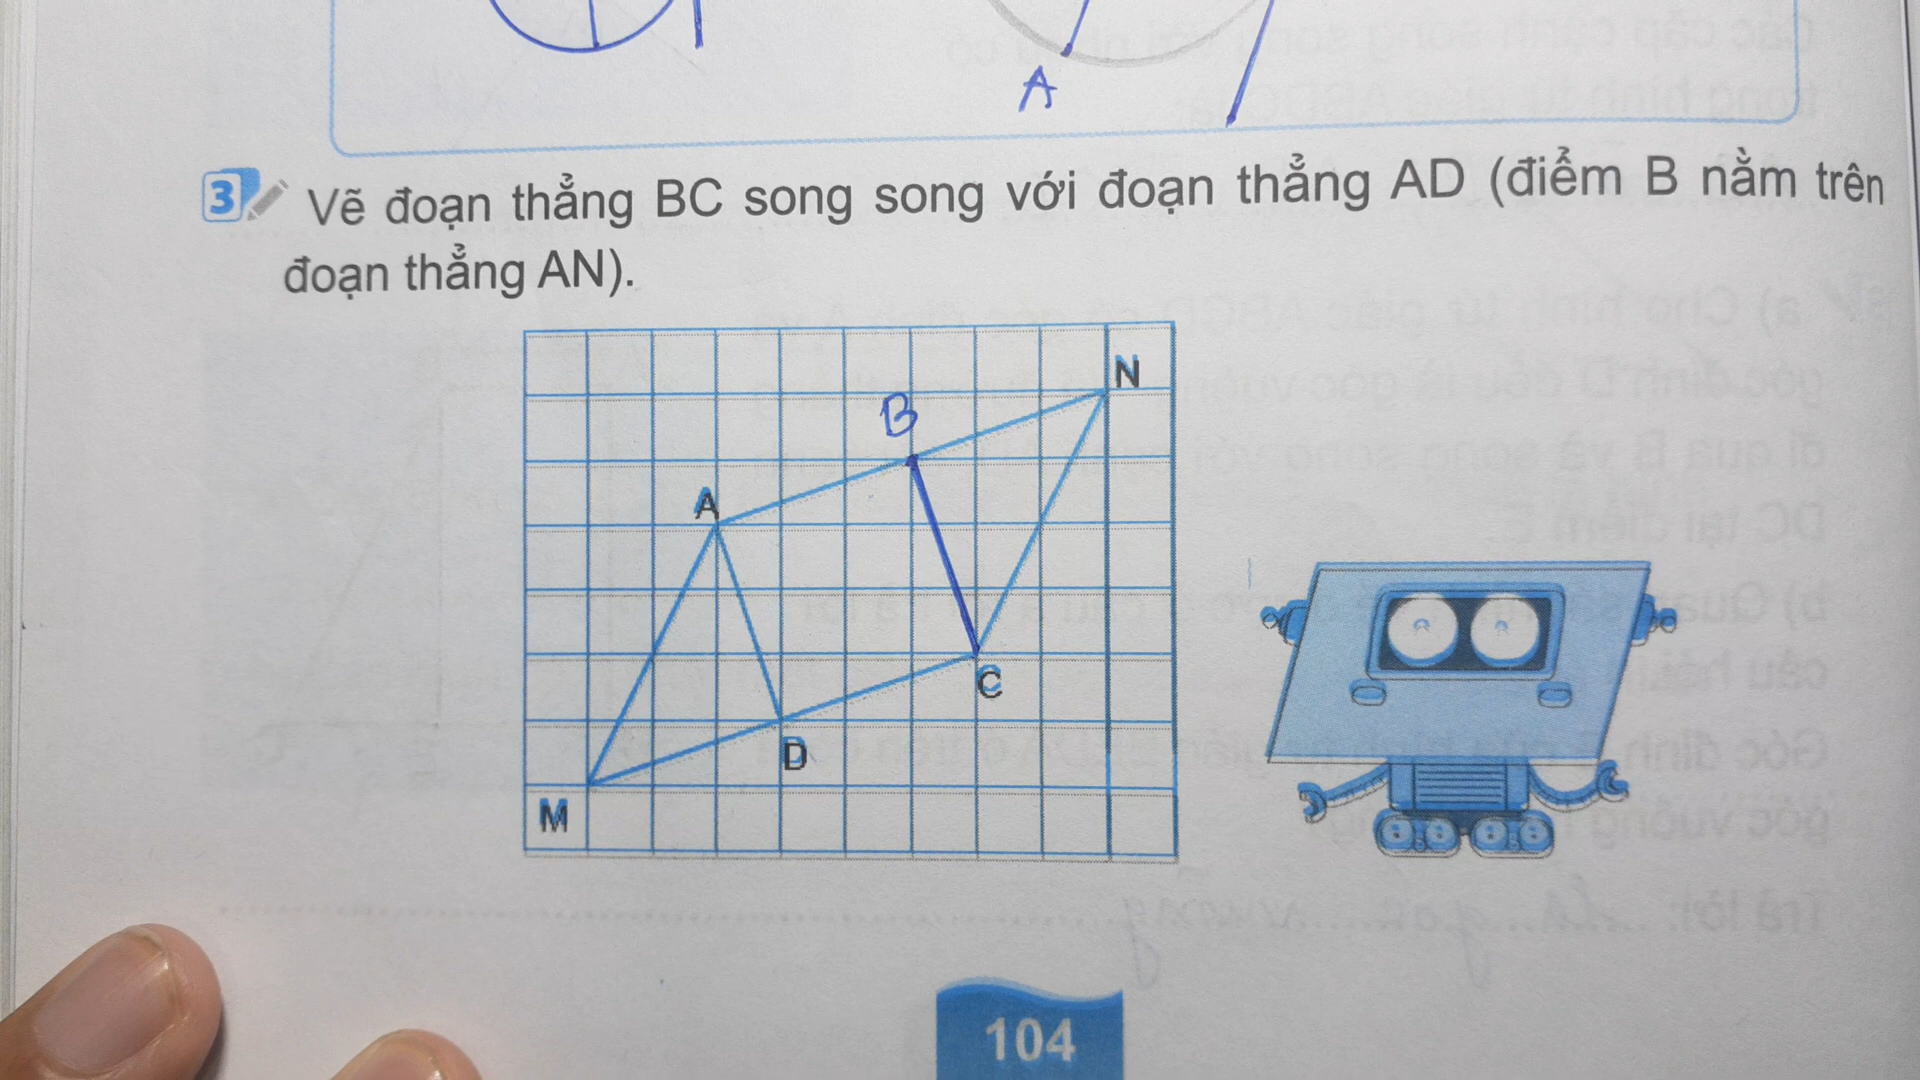 A
3 Vẽ đoạn thẳng BC song song với đoạn thẳng AD (điểm B nằm trên
đoạn thẳng AN).
N
B
A
C
D
M
104